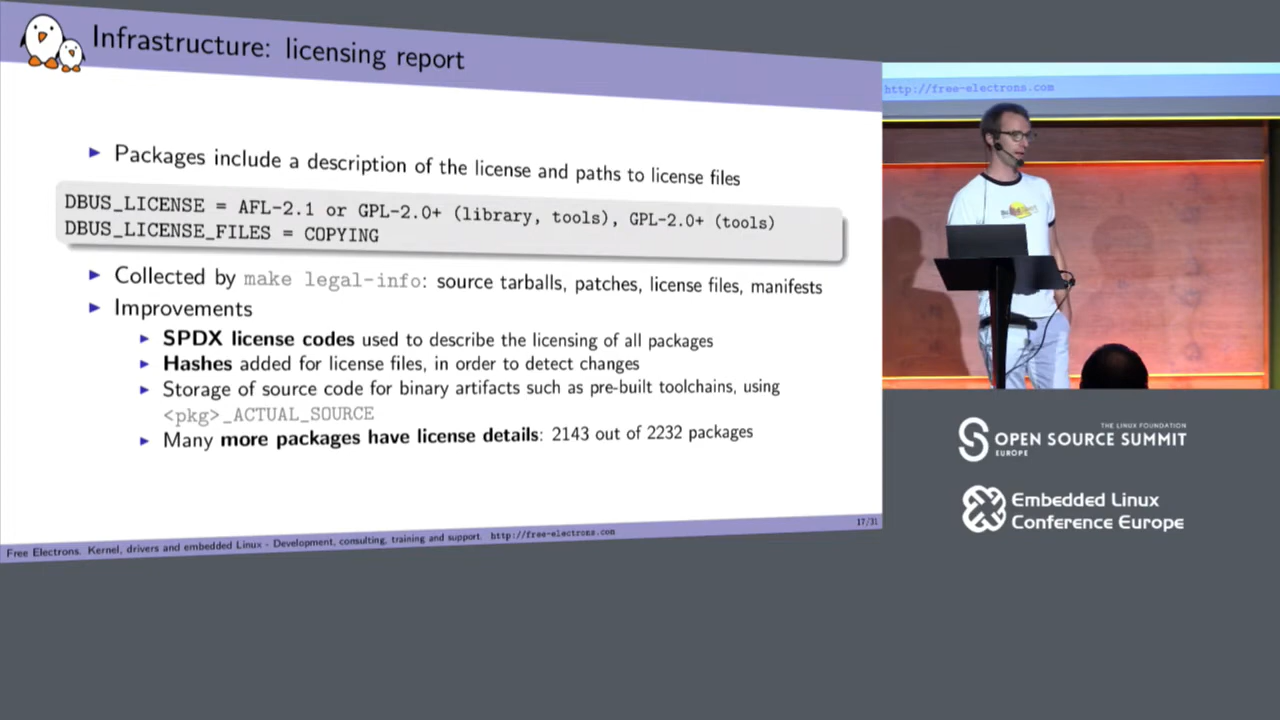 Infrastructure: licensing report
Packages include a description of the license and paths to license files
DBUS_LICENSE = AFL-2.1 or GPL-2.0+ (library, tools), GPL-2.0+ (tools)
DBUS_LICENSE_FILES = COPYING
Collected by make legal-info: source tarballs, patches, license files, manifests
Improvements
SPDX license codes used to describe the licensing of all packages
Hashes added for license files, in order to detect changes
Storage of source code for binary artifacts such as pre-built toolchains, using
<pkg>_ACTUAL_SOURCE
Many more packages have license details: 2143 out of 2232 packages
17/31
Free Electrons. Kernel, drivers and embedded Linux - Development, consulting, training and support. http://free-electrons.com
http://free-electrons.com
THE LINUX FOUNDATION
OPEN SOURCE SUMMIT
EUROPE
Embedded Linux
Conference Europe